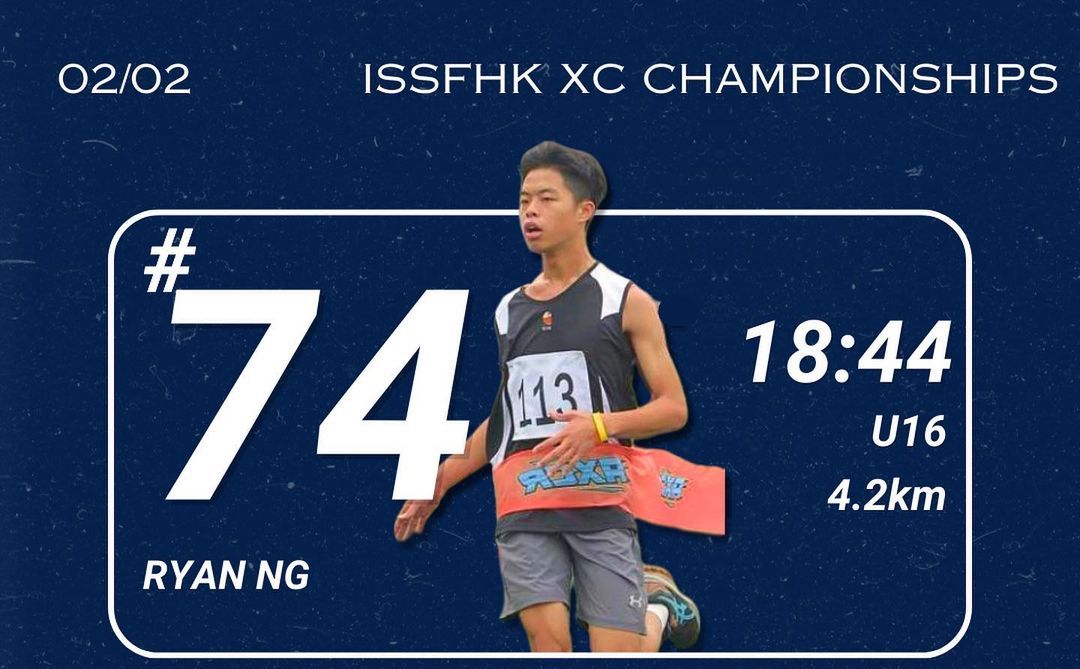 02/02
ISSFHK XC CHAMPIONSHIPS
#
74
18:44
U16
4.2km
113
RYAN NG